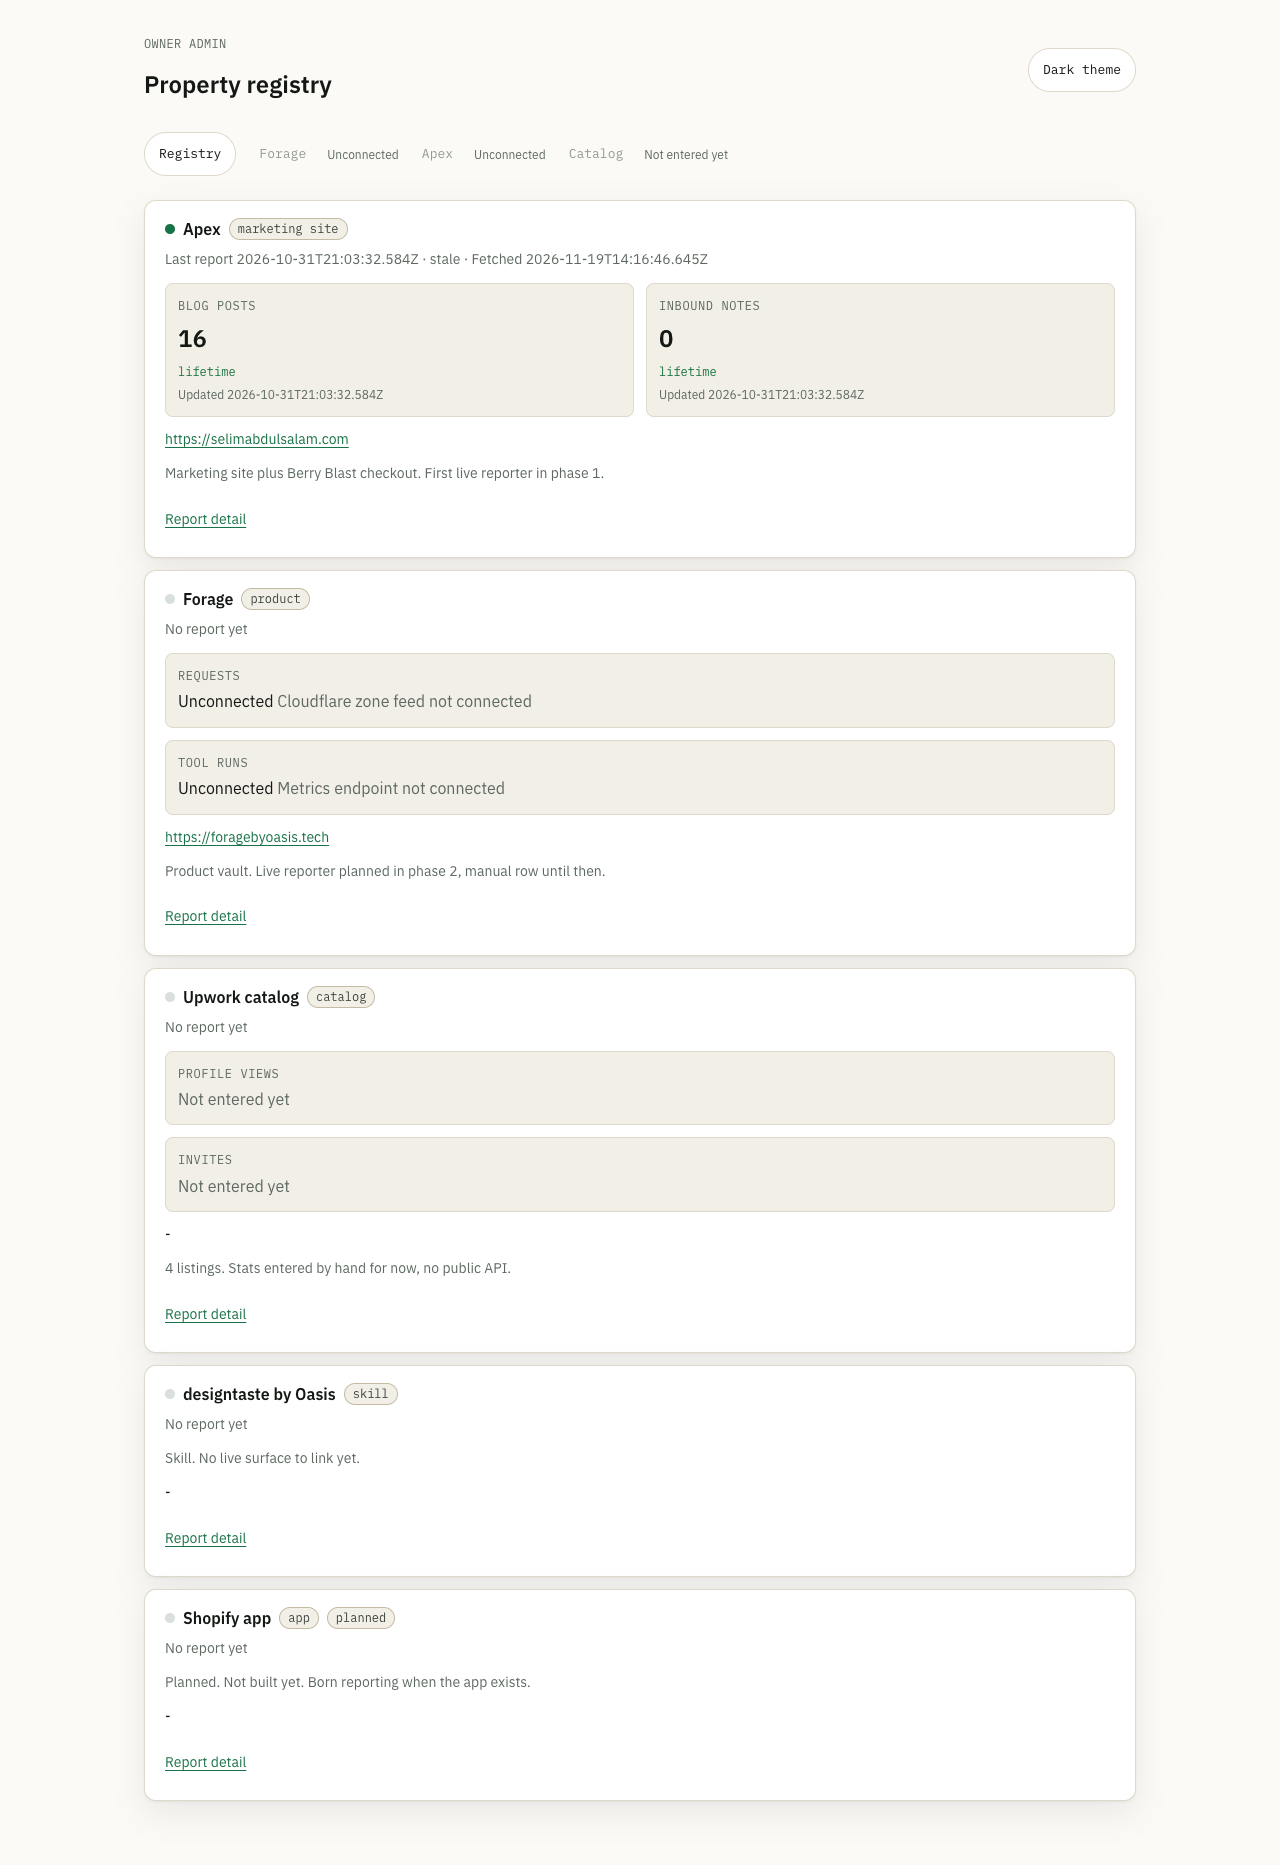 OWNER ADMIN
Property registry
Dark theme
Registry Forage Unconnected Apex Unconnected Catalog Not entered yet
Apex marketing site
Last report 2026-10-31T21:03:32.584Z · stale · Fetched 2026-11-19T14:16:46.645Z
BLOG POSTS
16
lifetime
Updated 2026-10-31T21:03:32.584Z
INBOUND NOTES
0
lifetime
Updated 2026-10-31T21:03:32.584Z
https://selimabdulsalam.com
Marketing site plus Berry Blast checkout. First live reporter in phase 1.
Report detail
Forage product
No report yet
REQUESTS
Unconnected Cloudflare zone feed not connected
TOOL RUNS
Unconnected Metrics endpoint not connected
https://foragebyoasis.tech
Product vault. Live reporter planned in phase 2, manual row until then.
Report detail
Upwork catalog catalog
No report yet
PROFILE VIEWS
Not entered yet
INVITES
Not entered yet
-
4 listings. Stats entered by hand for now, no public API.
Report detail
designtaste by Oasis skill
No report yet
Skill. No live surface to link yet.
-
Report detail
Shopify app app planned
No report yet
Planned. Not built yet. Born reporting when the app exists.
-
Report detail